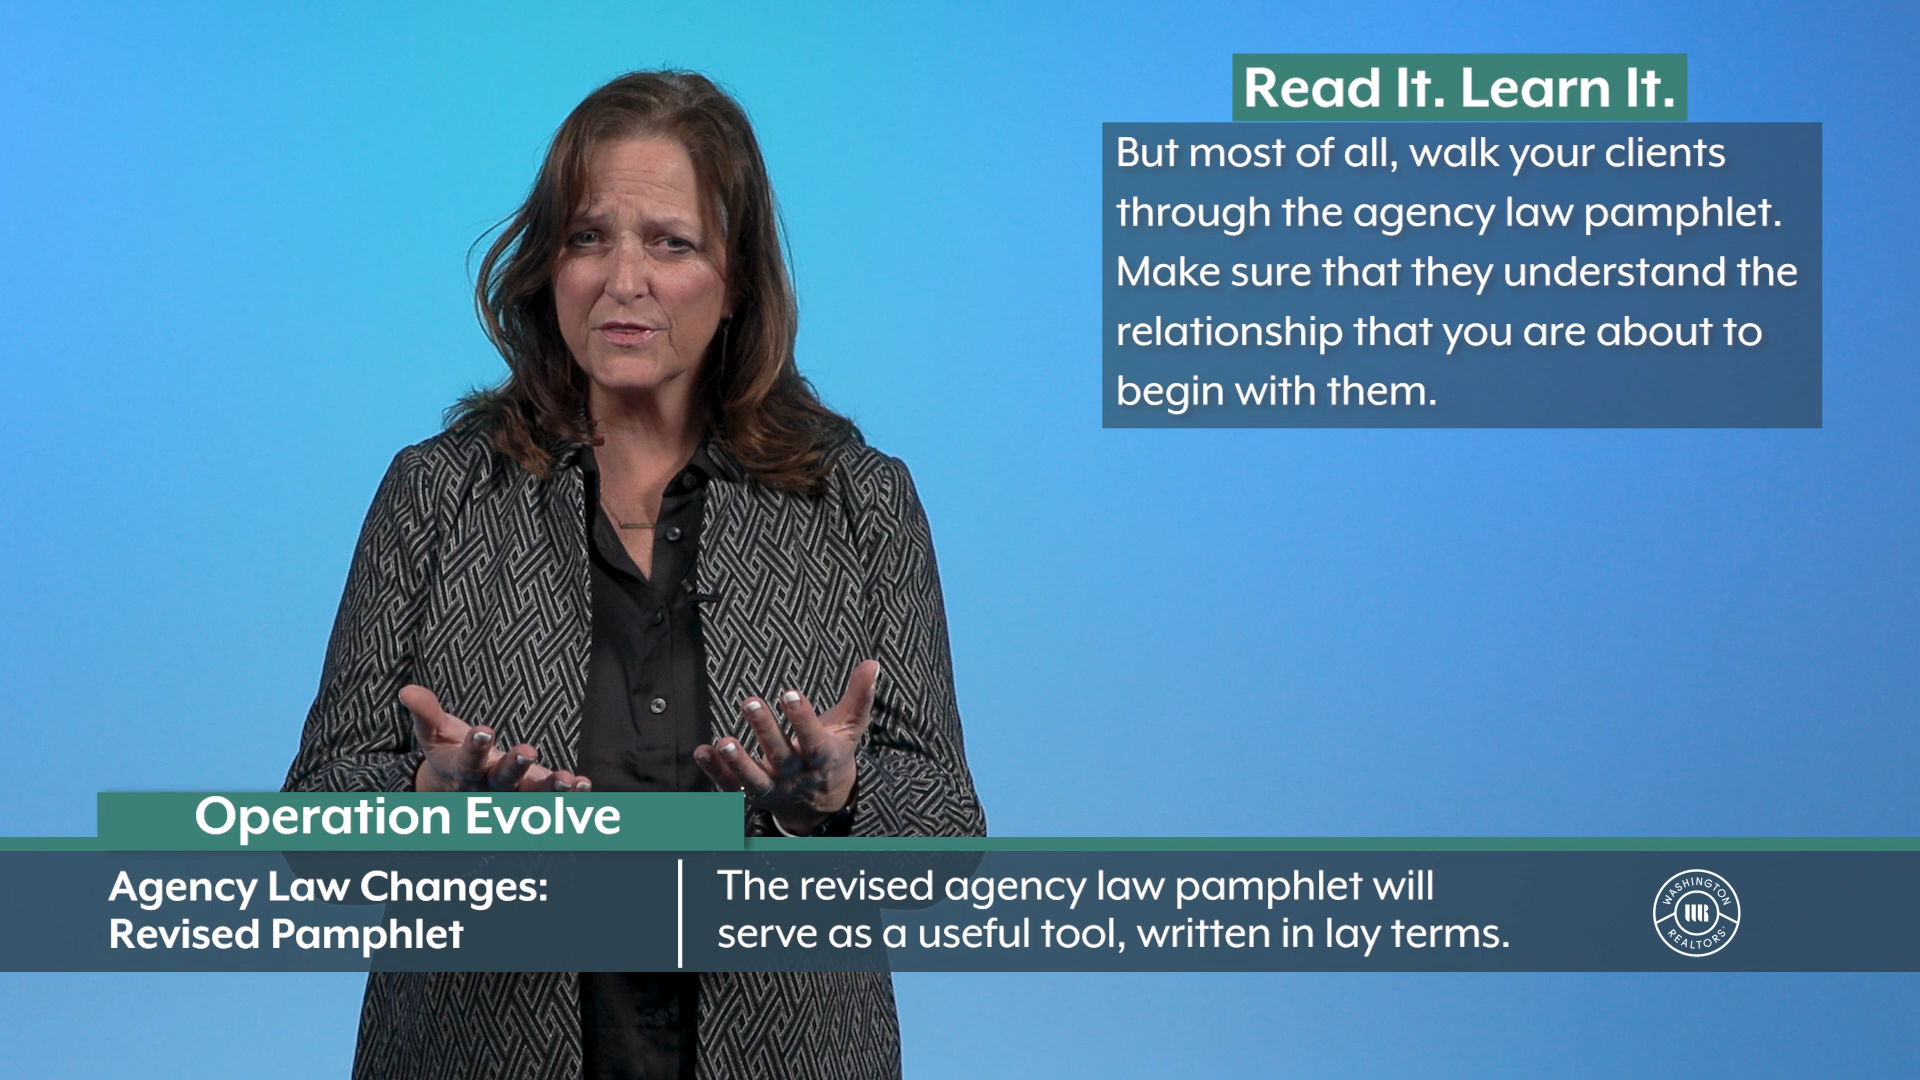 Read It. Learn It.
But most of all, walk your clients
through the agency law pamphlet.
Make sure that they understand the
relationship that you are about to
begin with them.
Operation Evolve
Agency Law Changes:
Revised Pamphlet
The revised agency law pamphlet will
serve as a useful tool, written in lay terms.
WASHINGTON
REALTORS